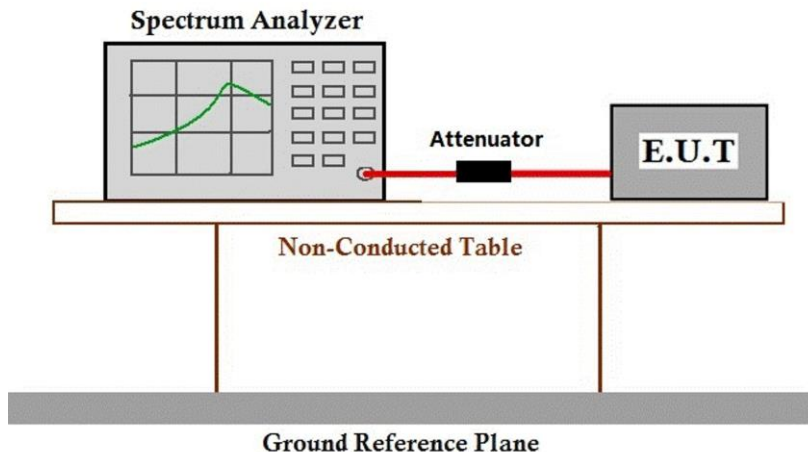 Spectrum Analyzer
Attenuator
E.U.T
Non-Conducted Table
Ground Reference Plane